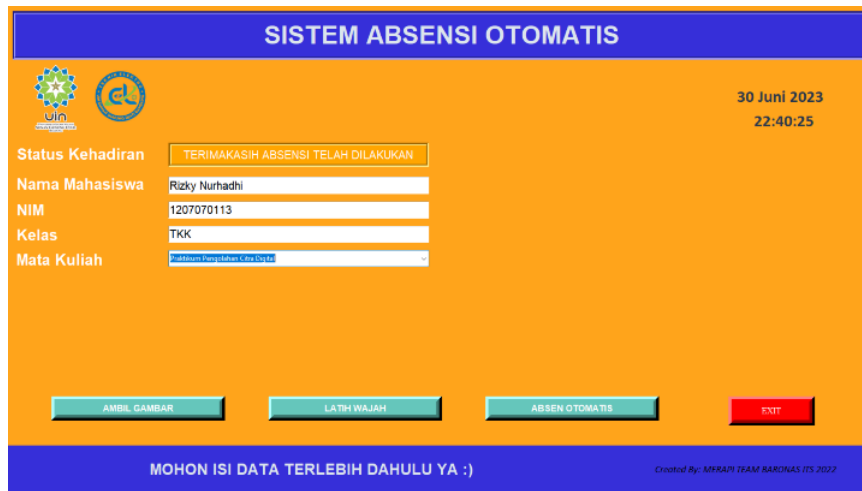 SISTEM ABSENSI OTOMATIS
uin
30 Juni 2023
22:40:25
Status Kehadiran TERIMAKASIH ABSENSI TELAH DILAKUKAN
Nama Mahasiswa Rizky Nurhadhi
NIM 1207070113
Kelas TKK
Mata Kuliah Praktikum Pengolahan Citra Digital
AMBIL GAMBAR LATIH WAJAH ABSEN OTOMATIS EXIT
MOHON ISI DATA TERLEBIH DAHULU YA :) Created By: MERAPI TEAM BARONAS ITS 2022